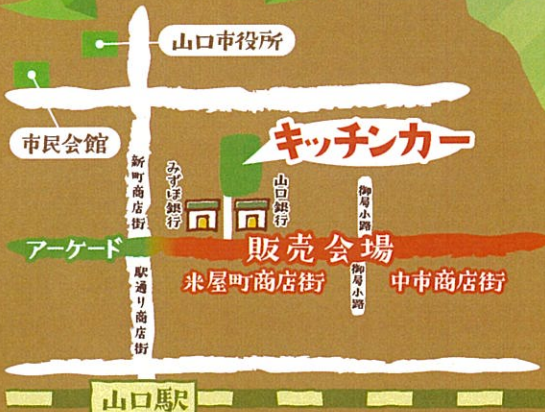 山口市役所
市民会館
キッチンカー
新町商店街
みずほ銀行
山口銀行
御局小路
アーケード
販売会場
米屋町商店街
御局小路
中市商店街
駅通り商店街
山口駅